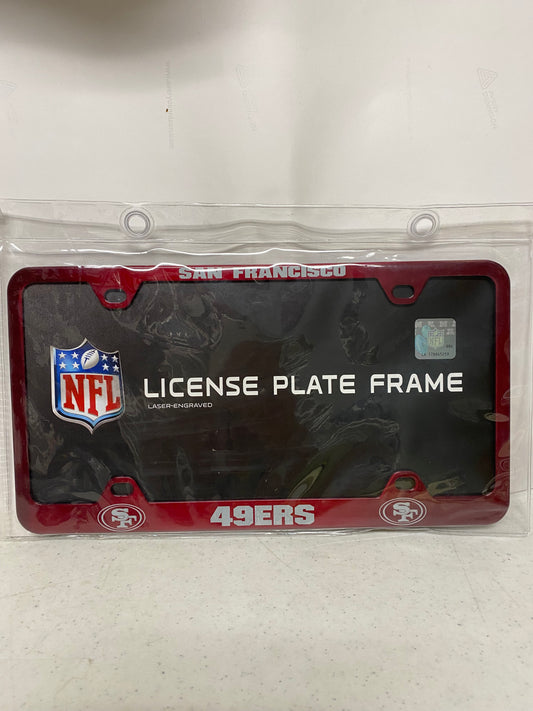 SAN FRANCISCO
NFL
LICENSE PLATE FRAME
LASER-ENGRAVED
SF
49ERS
SF